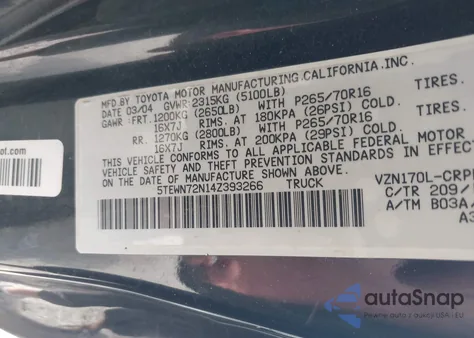 MFD.BY TOYOTA MOTOR MANUFACTURING,CALIFORNIA,INC.
DATE 03/04 GVWR 2315KG (5100LB)
GAWR: FRT. 1200KG (2650LB) WITH P265/70R16 TIRES.
16X7J RIMS. AT 180KPA (26PSI) COLD.
RR. 1270KG (2800LB) WITH P265/70R16 TIRES.
16X7J RIMS. AT 200KPA (29PSI) COLD.
THIS VEHICLE CONFORMS TO ALL APPLICABLE FEDERAL MOTOR
VEHICLE SAFETY AND THEFT PREVENTION STANDARDS IN EFFECT
ON THE DATE OF MANUFACTURE SHOWN ABOVE.
5TEWN72N14Z393266 TRUCK
VZN170L-CRP
C/TR 209
A/TM B03A
A3
autoSnap